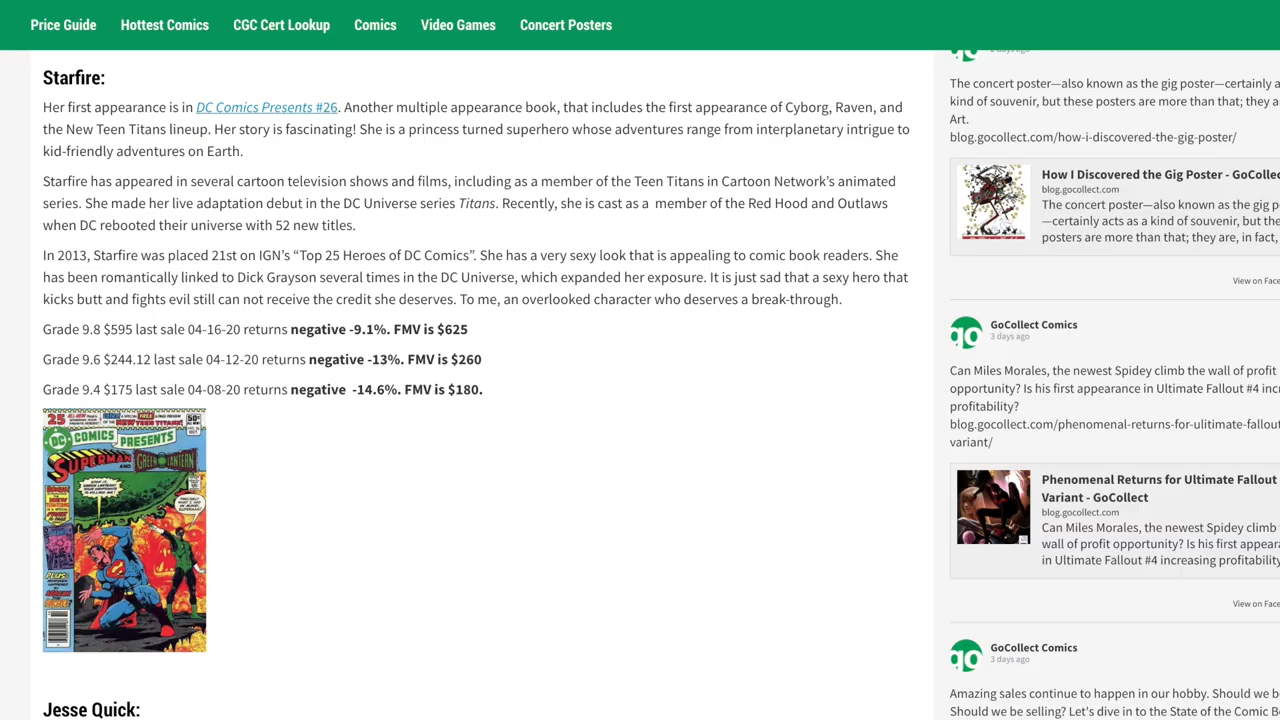 Price Guide Hottest Comics CGC Cert Lookup Comics Video Games Concert Posters
Starfire:
Her first appearance is in DC Comics Presents #26. Another multiple appearance book, that includes the first appearance of Cyborg, Raven, and
the New Teen Titans lineup. Her story is fascinating! She is a princess turned superhero whose adventures range from interplanetary intrigue to
kid-friendly adventures on Earth.
Starfire has appeared in several cartoon television shows and films, including as a member of the Teen Titans in Cartoon Network’s animated
series. She made her live adaptation debut in the DC Universe series Titans. Recently, she is cast as a member of the Red Hood and Outlaws
when DC rebooted their universe with 52 new titles.
In 2013, Starfire was placed 21st on IGN’s “Top 25 Heroes of DC Comics”. She has a very sexy look that is appealing to comic book readers. She
has been romantically linked to Dick Grayson several times in the DC Universe, which expanded her exposure. It is just sad that a sexy hero that
kicks butt and fights evil still can not receive the credit she deserves. To me, an overlooked character who deserves a break-through.
Grade 9.8 $595 last sale 04-16-20 returns negative -9.1%. FMV is $625
Grade 9.6 $244.12 last sale 04-12-20 returns negative -13%. FMV is $260
Grade 9.4 $175 last sale 04-08-20 returns negative -14.6%. FMV is $180.
25
NEW TEEN TITANS!
50¢
DC COMICS PRESENTS
SUPERMAN AND GREEN LANTERN
PLUS:
Jesse Quick:
go
The concert poster—also known as the gig poster—certainly a
kind of souvenir, but these posters are more than that; they a
Art.
blog.gocollect.com/how-i-discovered-the-gig-poster/
How I Discovered the Gig Poster - GoCollec
blog.gocollect.com
The concert poster—also known as the gig p
—certainly acts as a kind of souvenir, but the
posters are more than that; they are, in fact,
View on Face
go
GoCollect Comics
3 days ago
Can Miles Morales, the newest Spidey climb the wall of profit
opportunity? Is his first appearance in Ultimate Fallout #4 incr
profitability?
blog.gocollect.com/phenomenal-returns-for-ulitimate-fallout
variant/
Phenomenal Returns for Ultimate Fallout
Variant - GoCollect
blog.gocollect.com
Can Miles Morales, the newest Spidey climb
wall of profit opportunity? Is his first appeara
in Ultimate Fallout #4 increasing profitability
View on Face
go
GoCollect Comics
3 days ago
Amazing sales continue to happen in our hobby. Should we b
Should we be selling? Let's dive in to the State of the Comic B